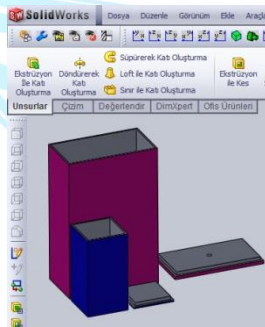 SolidWorks Dosya Düzenle Görünüm Ekle Araçla
Ekstrüzyon İle Katı Oluşturma
Döndürerek Katı Oluşturma
Süpürerek Katı Oluşturma
Loft ile Katı Oluşturma
Sınır ile Katı Oluşturma
Ekstrüzyon ile Kes
Unsurlar Çizim Değerlendir DimXpert Ofis Ürünleri